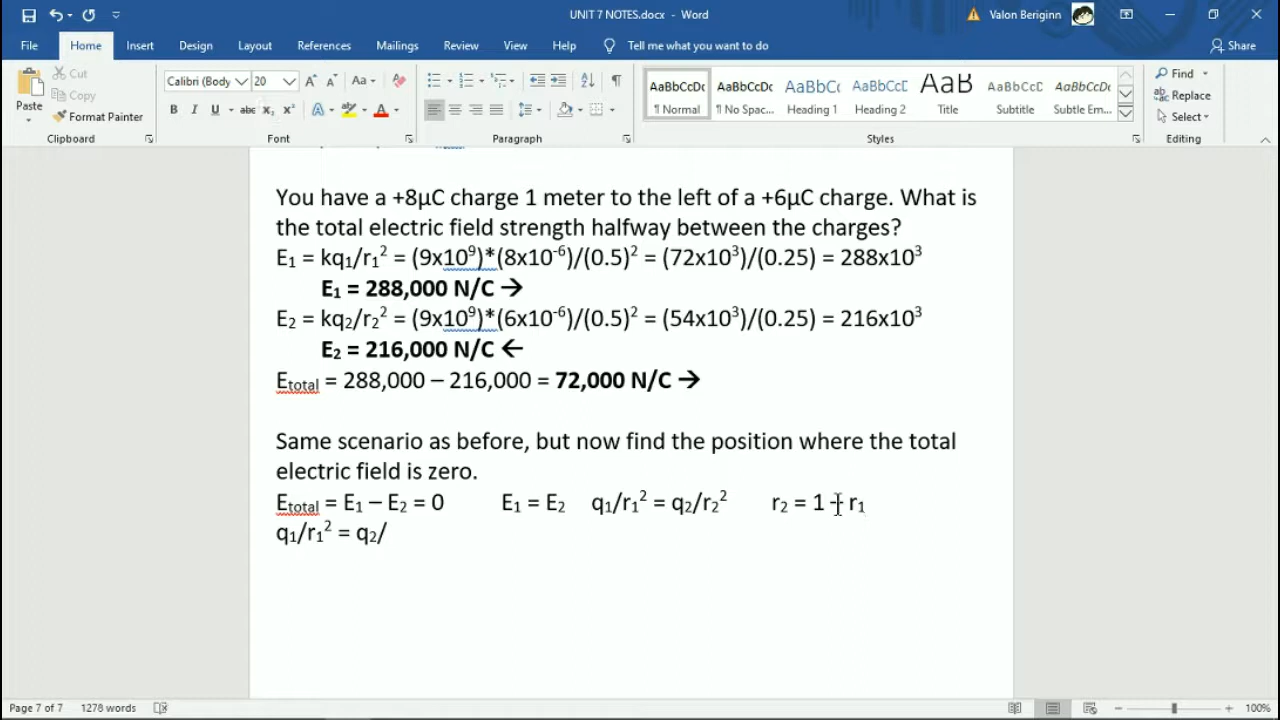 UNIT 7 NOTES.docx - Word
Valon Beriginn
File Home Insert Design Layout References Mailings Review View Help Tell me what you want to do Share
Paste
Cut
Copy
Format Painter
Clipboard
Calibri (Body 20
Aa
B I U abc x₂ x² A A
Font
Paragraph
AaBbCcDc AaBbCcDc AaBbCc AaBbCcD AaB AaBbCcD AaBbCcDc
¶ Normal ¶ No Spac... Heading 1 Heading 2 Title Subtitle Subtle Em...
Styles
Find
Replace
Select
Editing
You have a +8µC charge 1 meter to the left of a +6µC charge. What is
the total electric field strength halfway between the charges?
E₁ = kq₁/r₁² = (9x10⁹)*(8x10⁻⁶)/(0.5)² = (72x10³)/(0.25) = 288x10³
E₁ = 288,000 N/C →
E₂ = kq₂/r₂² = (9x10⁹)*(6x10⁻⁶)/(0.5)² = (54x10³)/(0.25) = 216x10³
E₂ = 216,000 N/C ←
Etotal = 288,000 – 216,000 = 72,000 N/C →
Same scenario as before, but now find the position where the total
electric field is zero.
Etotal = E₁ – E₂ = 0 E₁ = E₂ q₁/r₁² = q₂/r₂² r₂ = 1 - r₁
q₁/r₁² = q₂/
Page 7 of 7 1278 words 100%